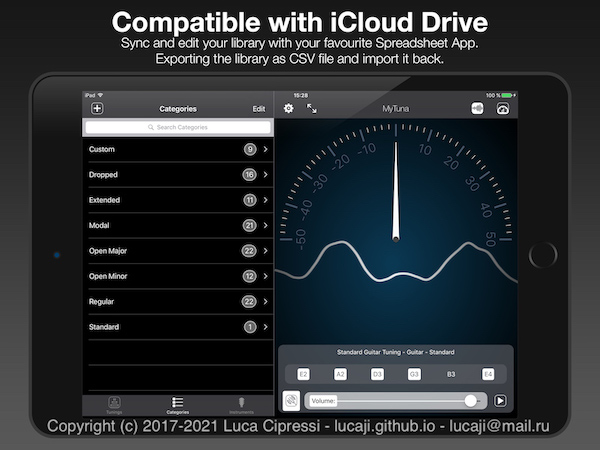 Compatible with iCloud Drive
Sync and edit your library with your favourite Spreadsheet App.
Exporting the library as CSV file and import it back.
iPad 15:28 100 %
Categories Edit MyTuna
Search Categories
Custom 9
Dropped 16
Extended 11
Modal 21
Open Major 22
Open Minor 12
Regular 22
Standard 1
-50 -40 -30 -20 -10 10 20 30 40 50
Standard Guitar Tuning - Guitar - Standard
E2 A2 D3 G3 B3 E4
Volume:
Tunings Categories Instruments
Copyright (c) 2017-2021 Luca Cipressi - lucaji.github.io - lucaji@mail.ru